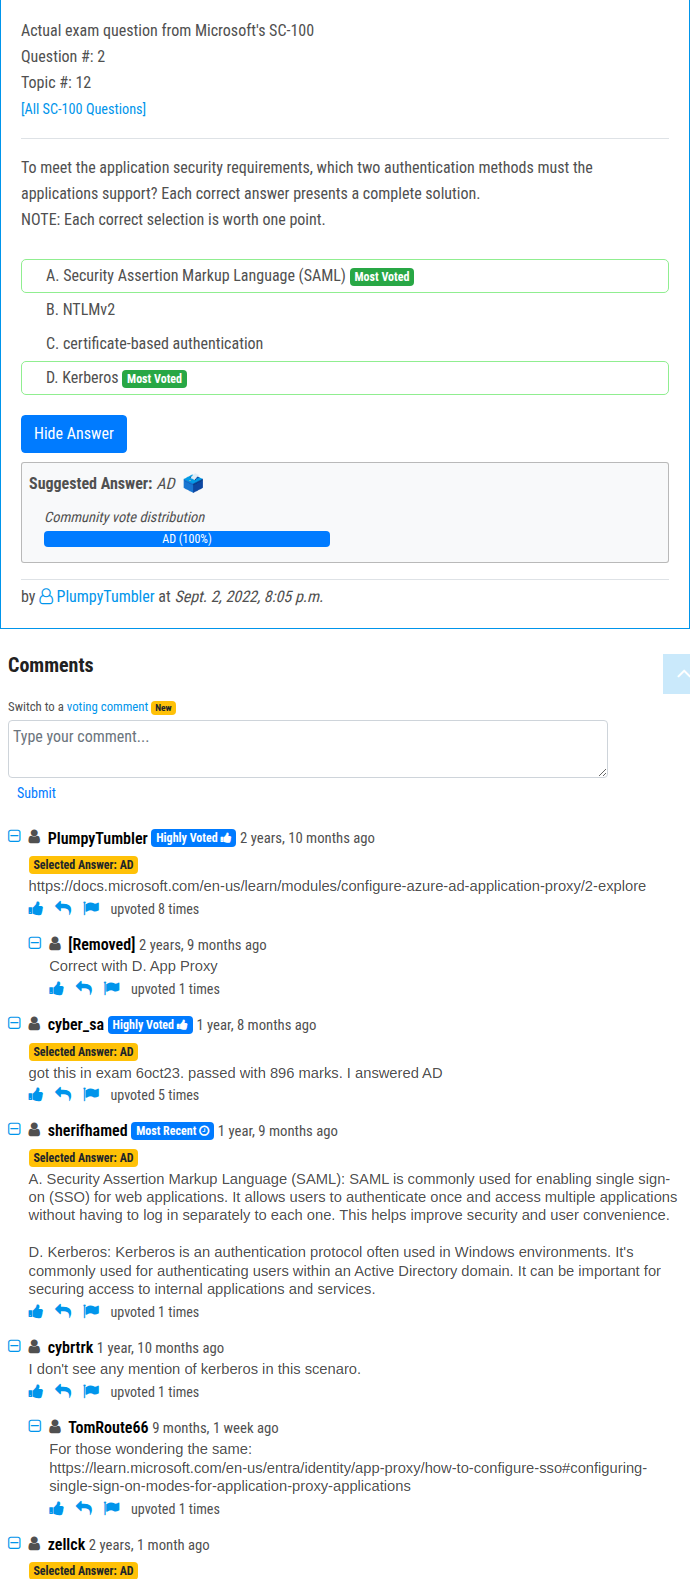 Actual exam question from Microsoft's SC-100
Question #: 2
Topic #: 12
[All SC-100 Questions]
To meet the application security requirements, which two authentication methods must the
applications support? Each correct answer presents a complete solution.
NOTE: Each correct selection is worth one point.
A. Security Assertion Markup Language (SAML) Most Voted
B. NTLMv2
C. certificate-based authentication
D. Kerberos Most Voted
Hide Answer
Suggested Answer: AD
Community vote distribution
AD (100%)
by PlumpyTumbler at Sept. 2, 2022, 8:05 p.m.
Comments
Switch to a voting comment New
Type your comment...
Submit
PlumpyTumbler Highly Voted 2 years, 10 months ago
Selected Answer: AD
https://docs.microsoft.com/en-us/learn/modules/configure-azure-ad-application-proxy/2-explore
upvoted 8 times
[Removed] 2 years, 9 months ago
Correct with D. App Proxy
upvoted 1 times
cyber_sa Highly Voted 1 year, 8 months ago
Selected Answer: AD
got this in exam 6oct23. passed with 896 marks. I answered AD
upvoted 5 times
sherifhamed Most Recent 1 year, 9 months ago
Selected Answer: AD
A. Security Assertion Markup Language (SAML): SAML is commonly used for enabling single sign-
on (SSO) for web applications. It allows users to authenticate once and access multiple applications
without having to log in separately to each one. This helps improve security and user convenience.
D. Kerberos: Kerberos is an authentication protocol often used in Windows environments. It's
commonly used for authenticating users within an Active Directory domain. It can be important for
securing access to internal applications and services.
upvoted 1 times
cybrtrk 1 year, 10 months ago
I don't see any mention of kerberos in this scenaro.
upvoted 1 times
TomRoute66 9 months, 1 week ago
For those wondering the same:
https://learn.microsoft.com/en-us/entra/identity/app-proxy/how-to-configure-sso#configuring-
single-sign-on-modes-for-application-proxy-applications
upvoted 1 times
zellck 2 years, 1 month ago
Selected Answer: AD